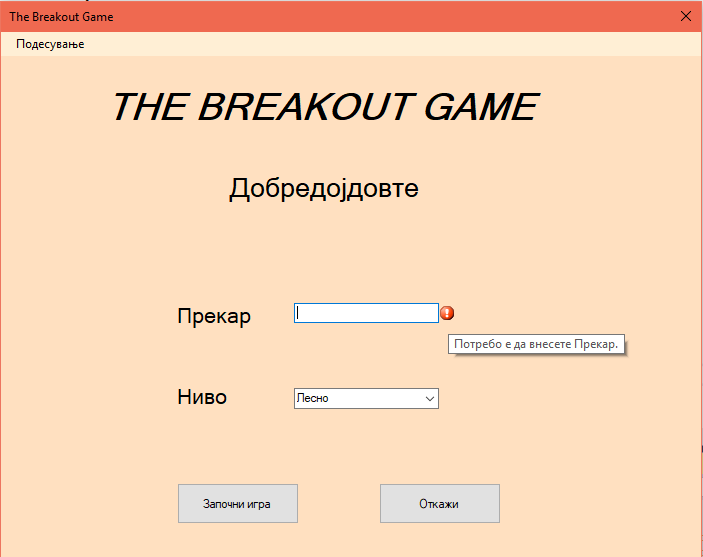 The Breakout Game
Подесување
THE BREAKOUT GAME
Добредојдовте
Прекар
Потребо е да внесете Прекар.
Ниво
Лесно
Започни игра
Откажи